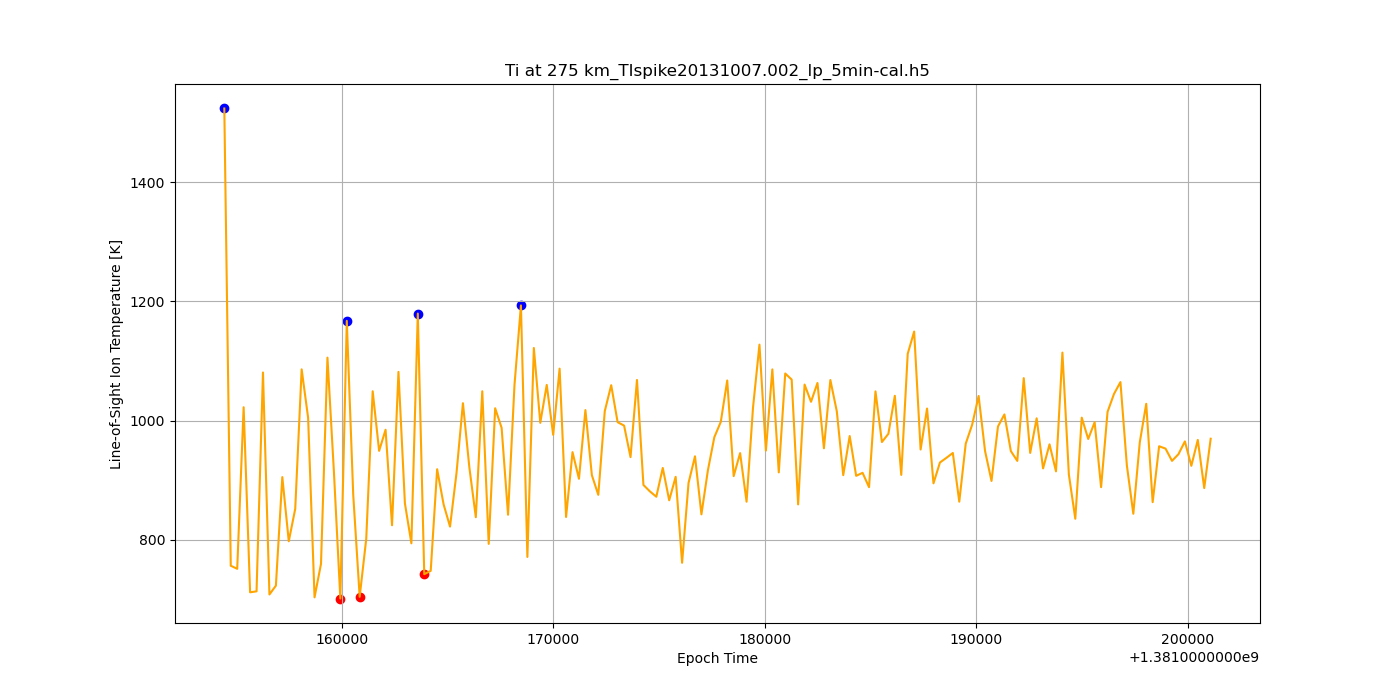 Ti at 275 km_TIspike20131007.002_lp_5min-cal.h5
Line-of-Sight Ion Temperature [K]
1400
1200
1000
800
160000 170000 180000 190000 200000
Epoch Time
+1.3810000000e9